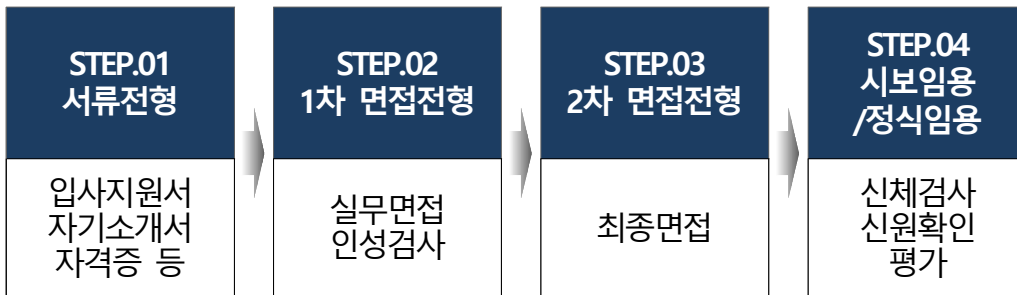 STEP.01
서류전형
입사지원서
자기소개서
자격증 등
STEP.02
1차 면접전형
실무면접
인성검사
STEP.03
2차 면접전형
최종면접
STEP.04
시보임용
/정식임용
신체검사
신원확인
평가